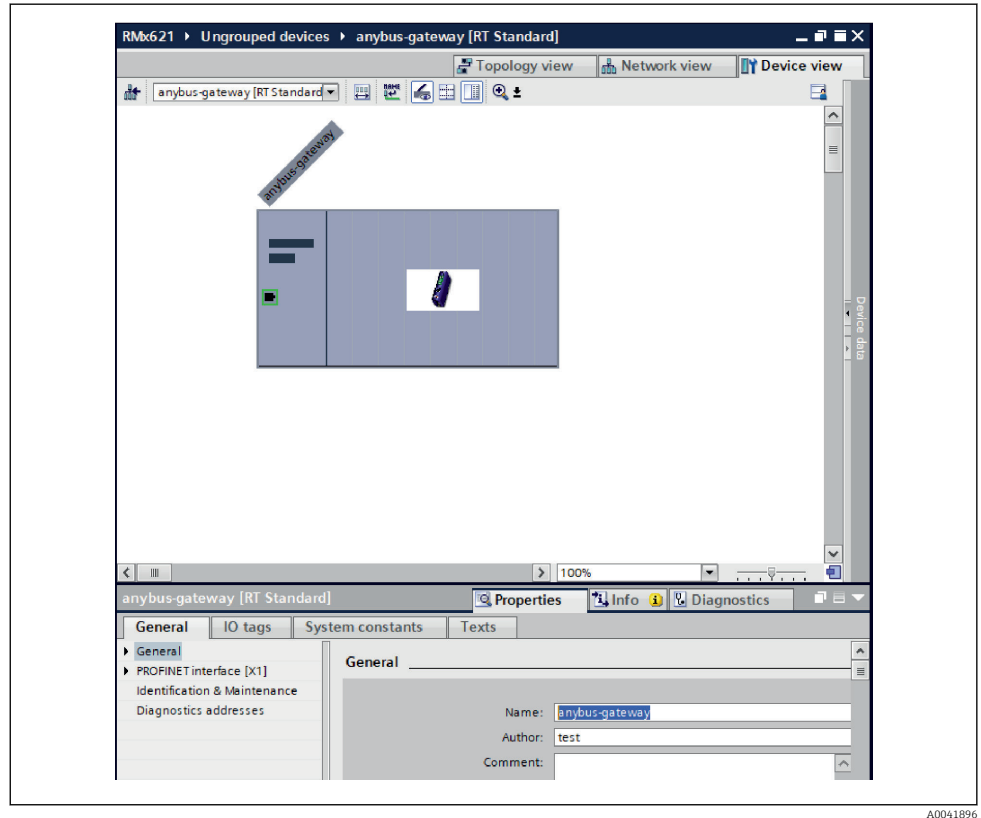 RMx621 ▸ Ungrouped devices ▸ anybus-gateway [RT Standard]
Topology view Network view Device view
anybus-gateway [RT Standard
anybus-gateway
Device data
100%
anybus-gateway [RT Standard]
Properties Info Diagnostics
General IO tags System constants Texts
General
PROFINET interface [X1]
Identification & Maintenance
Diagnostics addresses
General
Name: anybus-gateway
Author: test
Comment:
A0041896